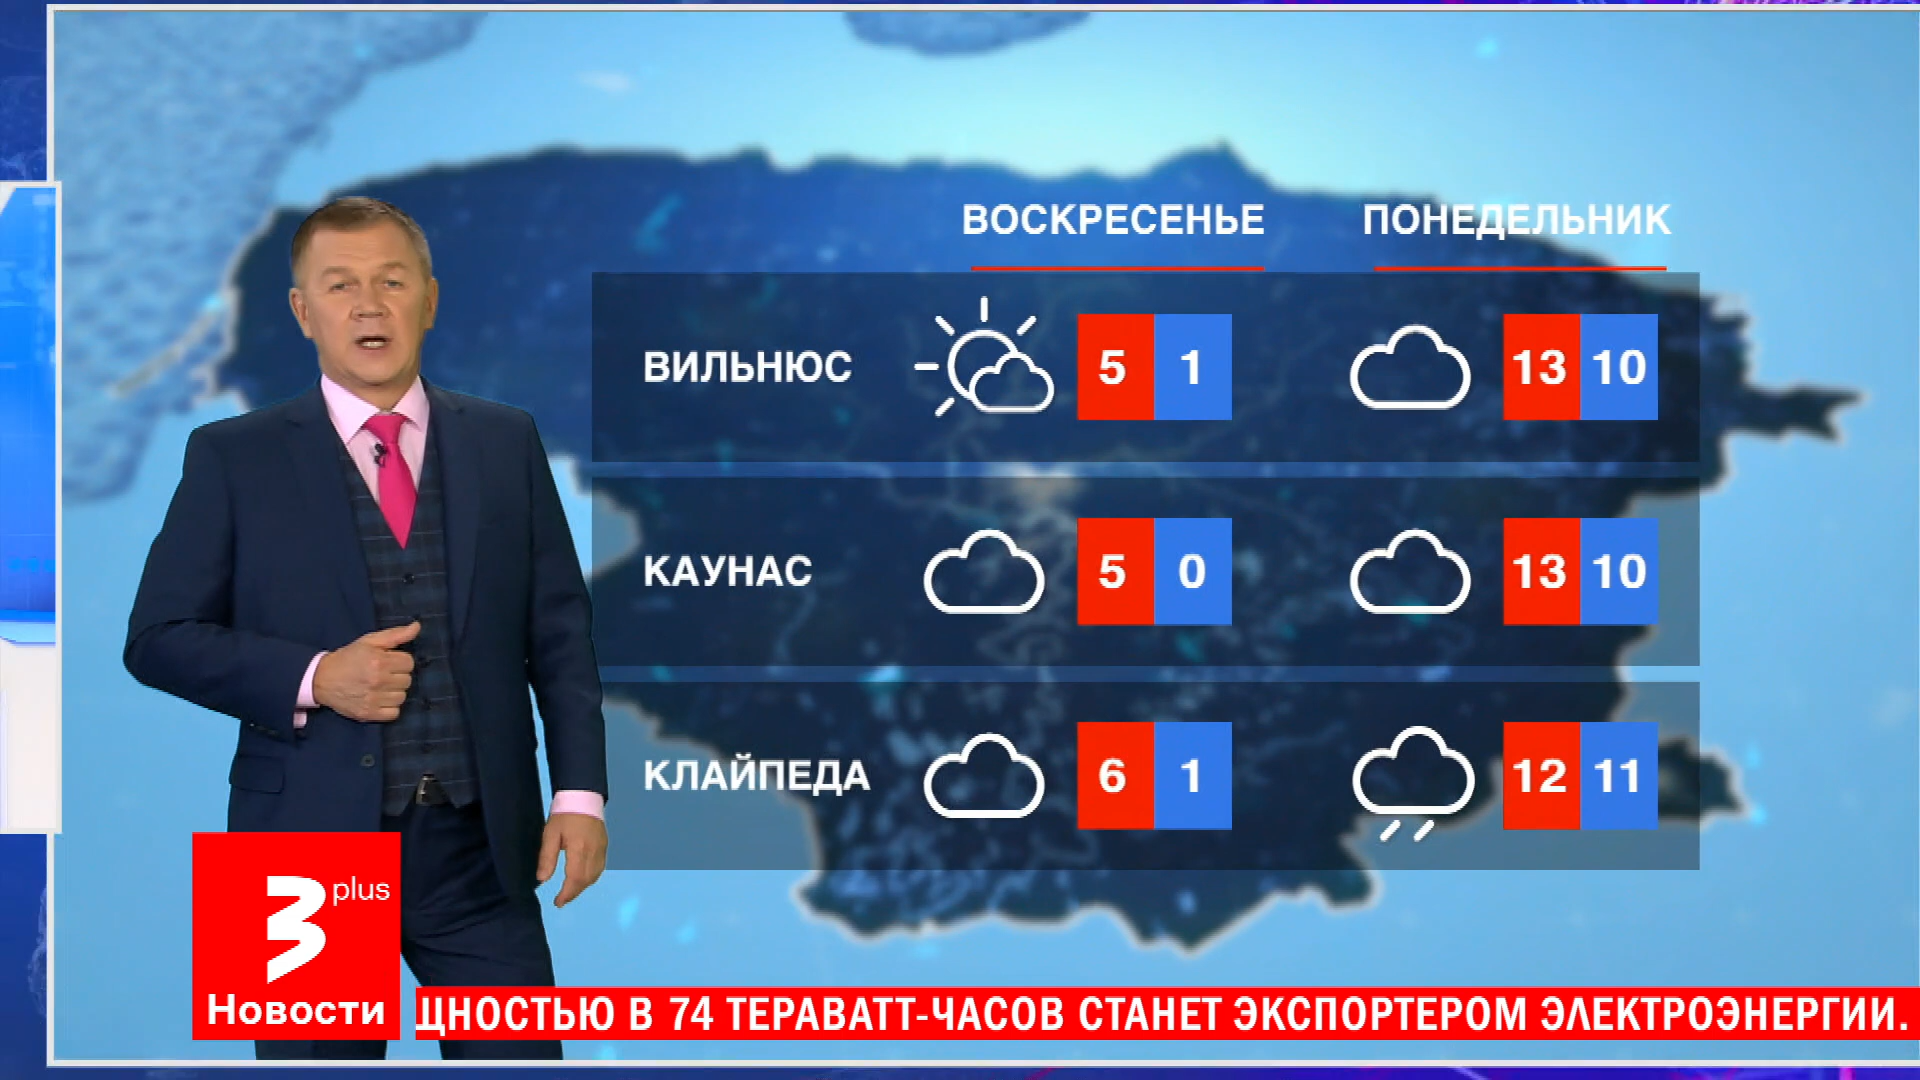 ВОСКРЕСЕНЬЕ ПОНЕДЕЛЬНИК
ВИЛЬНЮС 5 1 13 10
КАУНАС 5 0 13 10
КЛАЙПЕДА 6 1 12 11
3 plus
Новости
ЩНОСТЬЮ В 74 ТЕРАВАТТ-ЧАСОВ СТАНЕТ ЭКСПОРТЕРОМ ЭЛЕКТРОЭНЕРГИИ.